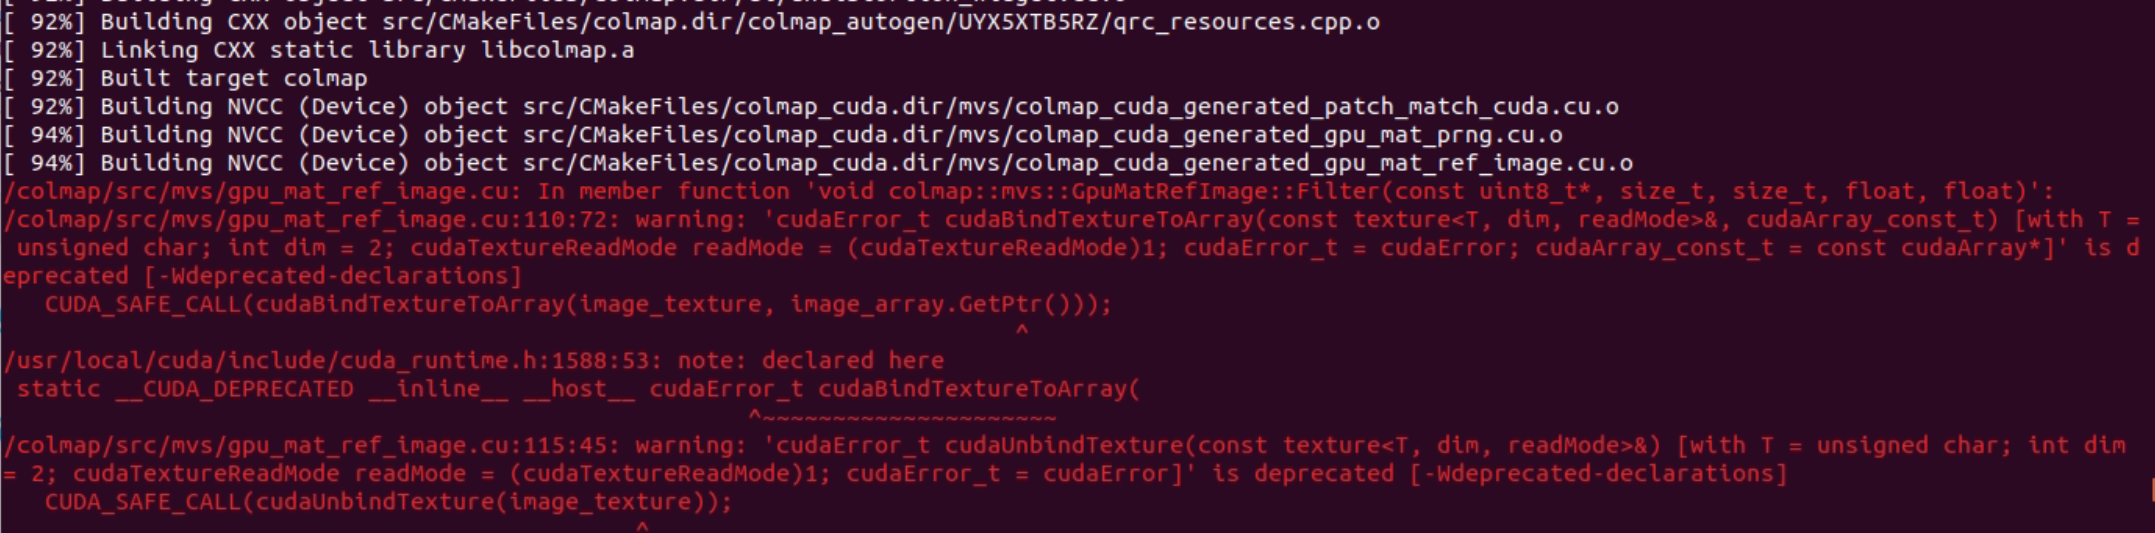 [ 92%] Building CXX object src/CMakeFiles/colmap.dir/colmap_autogen/UYX5XTB5RZ/qrc_resources.cpp.o
[ 92%] Linking CXX static library libcolmap.a
[ 92%] Built target colmap
[ 92%] Building NVCC (Device) object src/CMakeFiles/colmap_cuda.dir/mvs/colmap_cuda_generated_patch_match_cuda.cu.o
[ 94%] Building NVCC (Device) object src/CMakeFiles/colmap_cuda.dir/mvs/colmap_cuda_generated_gpu_mat_prng.cu.o
[ 94%] Building NVCC (Device) object src/CMakeFiles/colmap_cuda.dir/mvs/colmap_cuda_generated_gpu_mat_ref_image.cu.o
/colmap/src/mvs/gpu_mat_ref_image.cu: In member function 'void colmap::mvs::GpuMatRefImage::Filter(const uint8_t*, size_t, size_t, float, float)':
/colmap/src/mvs/gpu_mat_ref_image.cu:110:72: warning: 'cudaError_t cudaBindTextureToArray(const texture<T, dim, readMode>&, cudaArray_const_t) [with T =
unsigned char; int dim = 2; cudaTextureReadMode readMode = (cudaTextureReadMode)1; cudaError_t = cudaError; cudaArray_const_t = const cudaArray*]' is d
eprecated [-Wdeprecated-declarations]
CUDA_SAFE_CALL(cudaBindTextureToArray(image_texture, image_array.GetPtr()));
^
/usr/local/cuda/include/cuda_runtime.h:1588:53: note: declared here
static __CUDA_DEPRECATED __inline__ __host__ cudaError_t cudaBindTextureToArray(
^~~~~~~~~~~~~~~~~~~~~~
/colmap/src/mvs/gpu_mat_ref_image.cu:115:45: warning: 'cudaError_t cudaUnbindTexture(const texture<T, dim, readMode>&) [with T = unsigned char; int dim
= 2; cudaTextureReadMode readMode = (cudaTextureReadMode)1; cudaError_t = cudaError]' is deprecated [-Wdeprecated-declarations]
CUDA_SAFE_CALL(cudaUnbindTexture(image_texture));
^